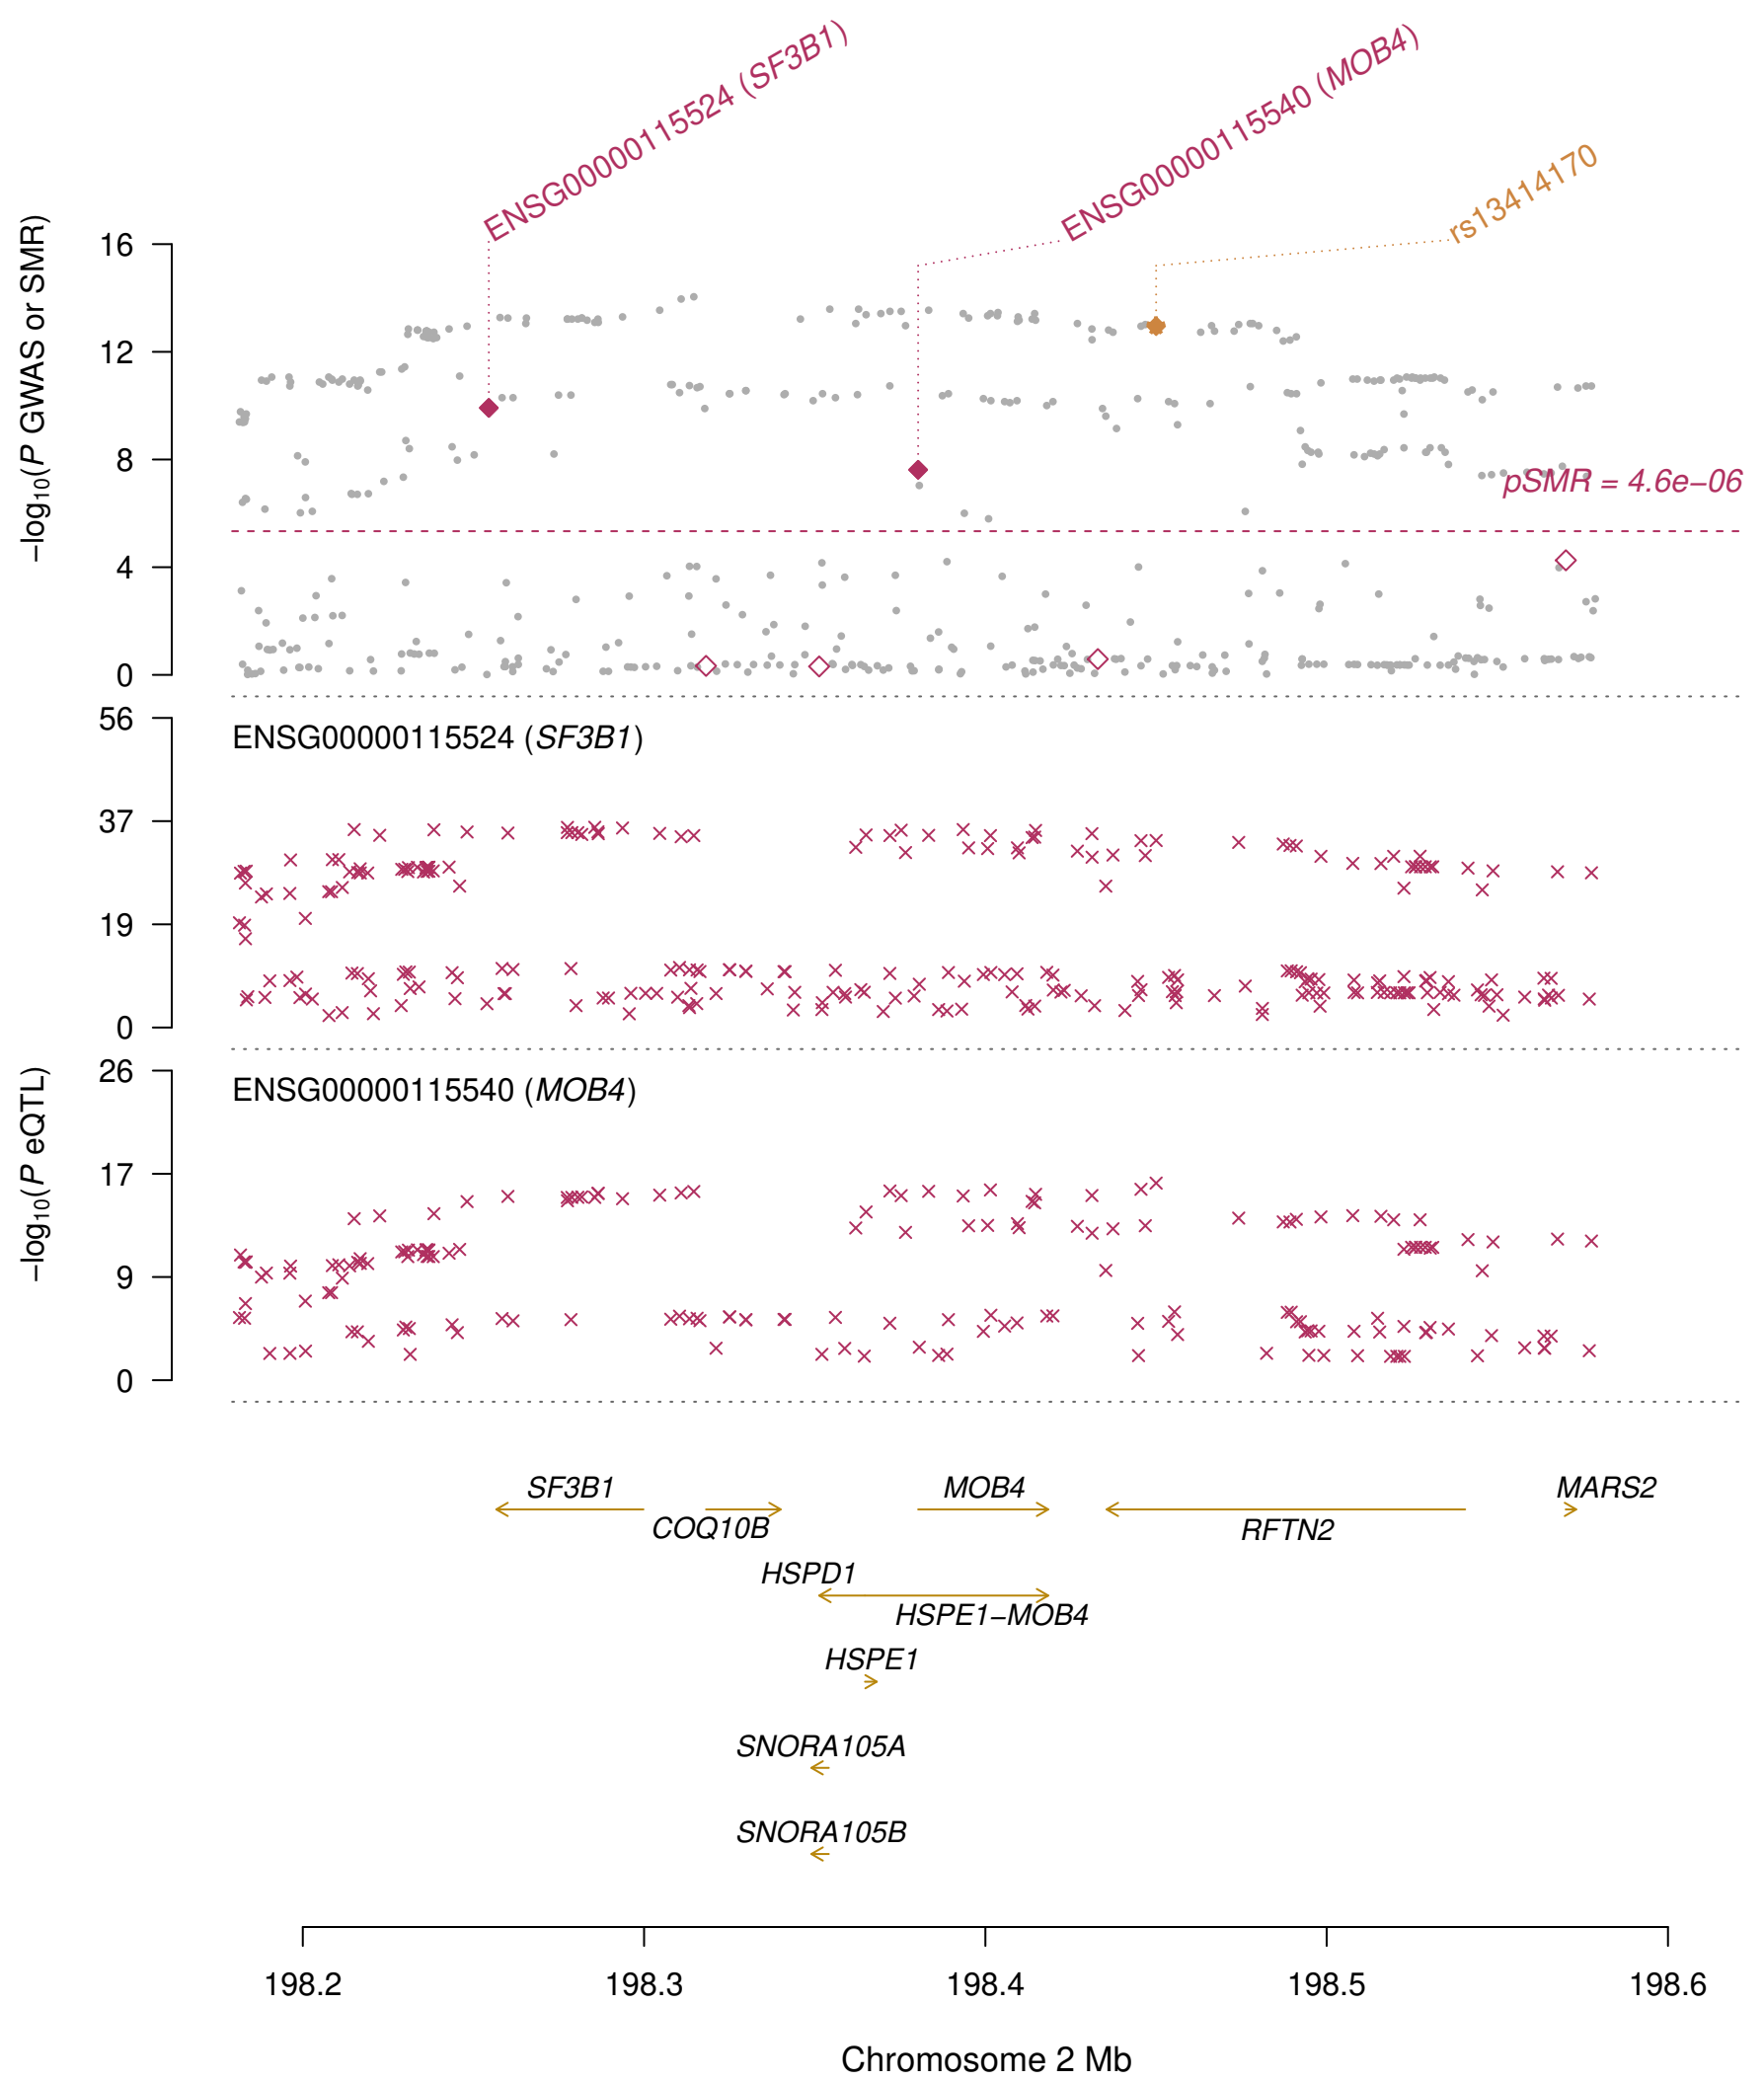 ENSG00000115524 (SF3B1)
ENSG00000115540 (MOB4)
rs13414170
−log10(P GWAS or SMR)
16
12
8
4
0
pSMR = 4.6e−06
56
37
19
0
ENSG00000115524 (SF3B1)
−log10(P eQTL)
26
17
9
0
ENSG00000115540 (MOB4)
SF3B1
MOB4
MARS2
COQ10B
RFTN2
HSPD1
HSPE1−MOB4
HSPE1
SNORA105A
SNORA105B
198.2
198.3
198.4
198.5
198.6
Chromosome 2 Mb